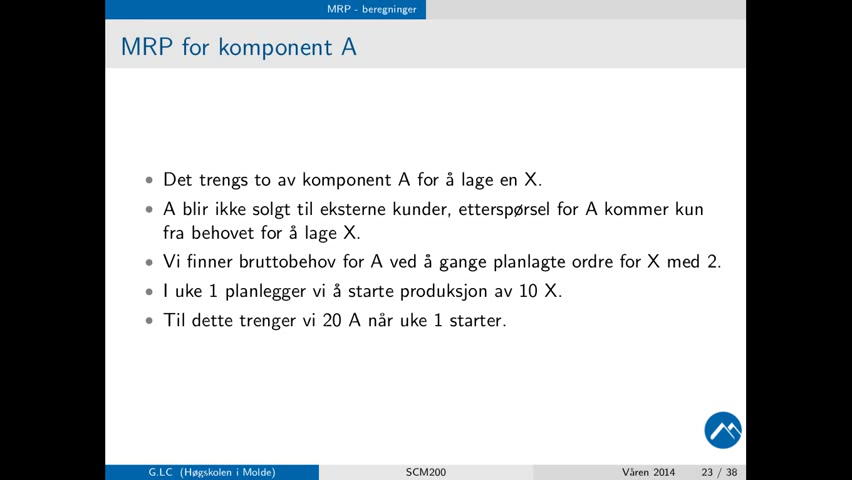 MRP - beregninger
MRP for komponent A
• Det trengs to av komponent A for å lage en X.
• A blir ikke solgt til eksterne kunder, etterspørsel for A kommer kun
fra behovet for å lage X.
• Vi finner bruttobehov for A ved å gange planlagte ordre for X med 2.
• I uke 1 planlegger vi å starte produksjon av 10 X.
• Til dette trenger vi 20 A når uke 1 starter.
G.LC (Høgskolen i Molde) SCM200 Våren 2014 23 / 38